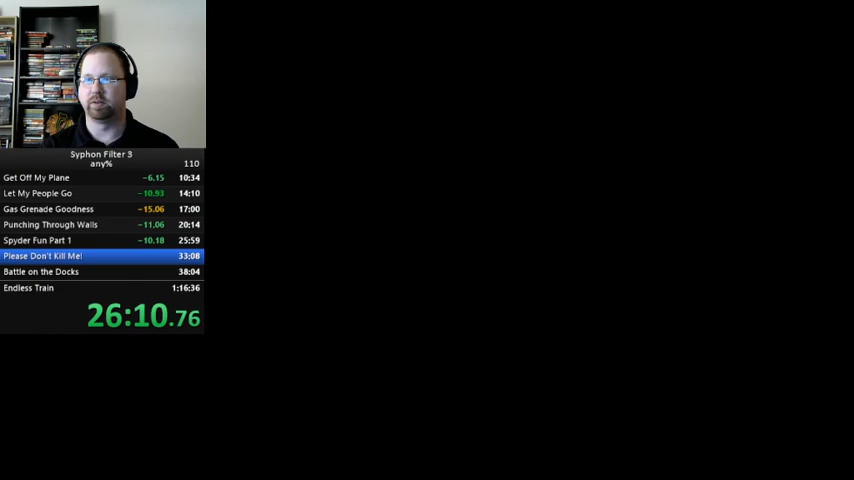 Syphon Filter 3
any% 110
Get Off My Plane -6.15 10:34
Let My People Go -10.93 14:10
Gas Grenade Goodness -15.06 17:00
Punching Through Walls -11.06 20:14
Spyder Fun Part 1 -10.18 25:59
Please Don't Kill Me! 33:08
Battle on the Docks 38:04
Endless Train 1:16:36
26:10.76